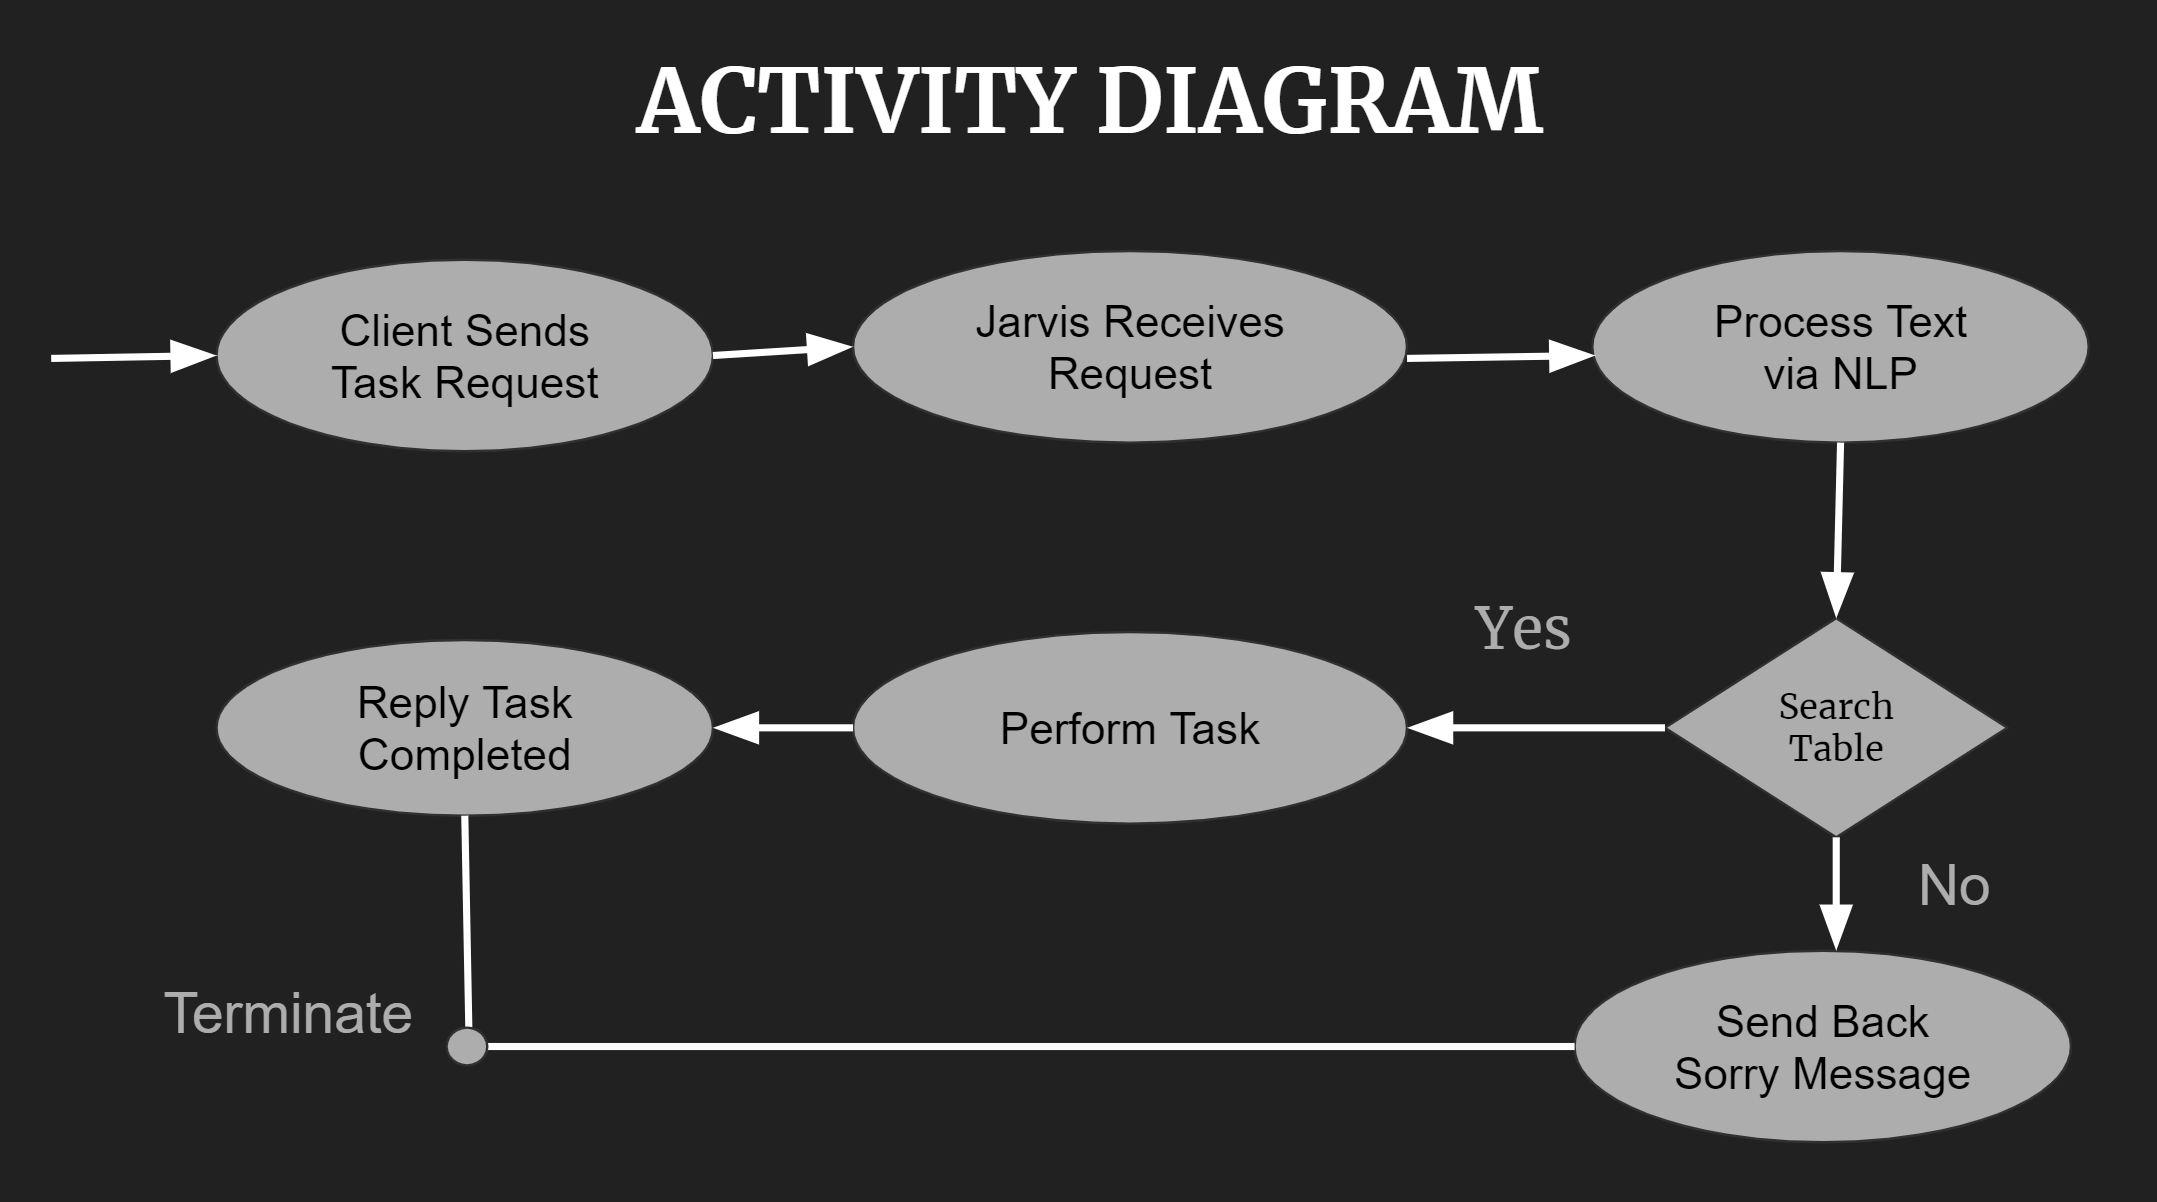 ACTIVITY DIAGRAM
Client Sends
Task Request
Jarvis Receives
Request
Process Text
via NLP
Yes
Search
Table
Perform Task
Reply Task
Completed
No
Terminate
Send Back
Sorry Message